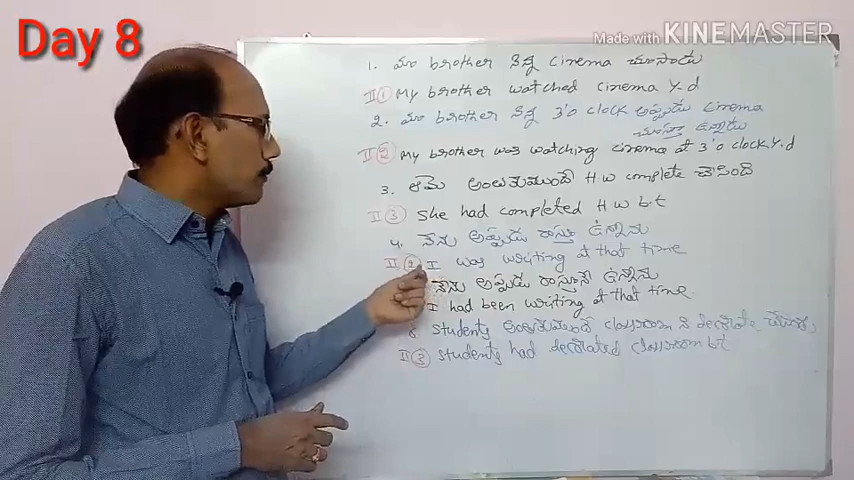 Day 8
Made with KINEMASTER
1. మా brother నిన్న cinema చూసాడు
II ① My brother watched cinema Y.d
2. మా brother నిన్న 3'o clock అప్పుడు cinema
చూస్తూ ఉన్నాడు
II ② My brother was watching cinema at 3'o clock Y.d
3. ఆమె అంతకుముందే H w complete చేసింది
II ③ She had completed H w b t
4. నేను అప్పుడు రాస్తూ ఉన్నాను
II ② I was writing at that time
నేను అప్పుడు రాస్తూనే ఉన్నాను
I had been writing at that time.
6. Students అంతకుముందే classroom ని decorate చేసారు
II ③ Students had decorated classroom b t